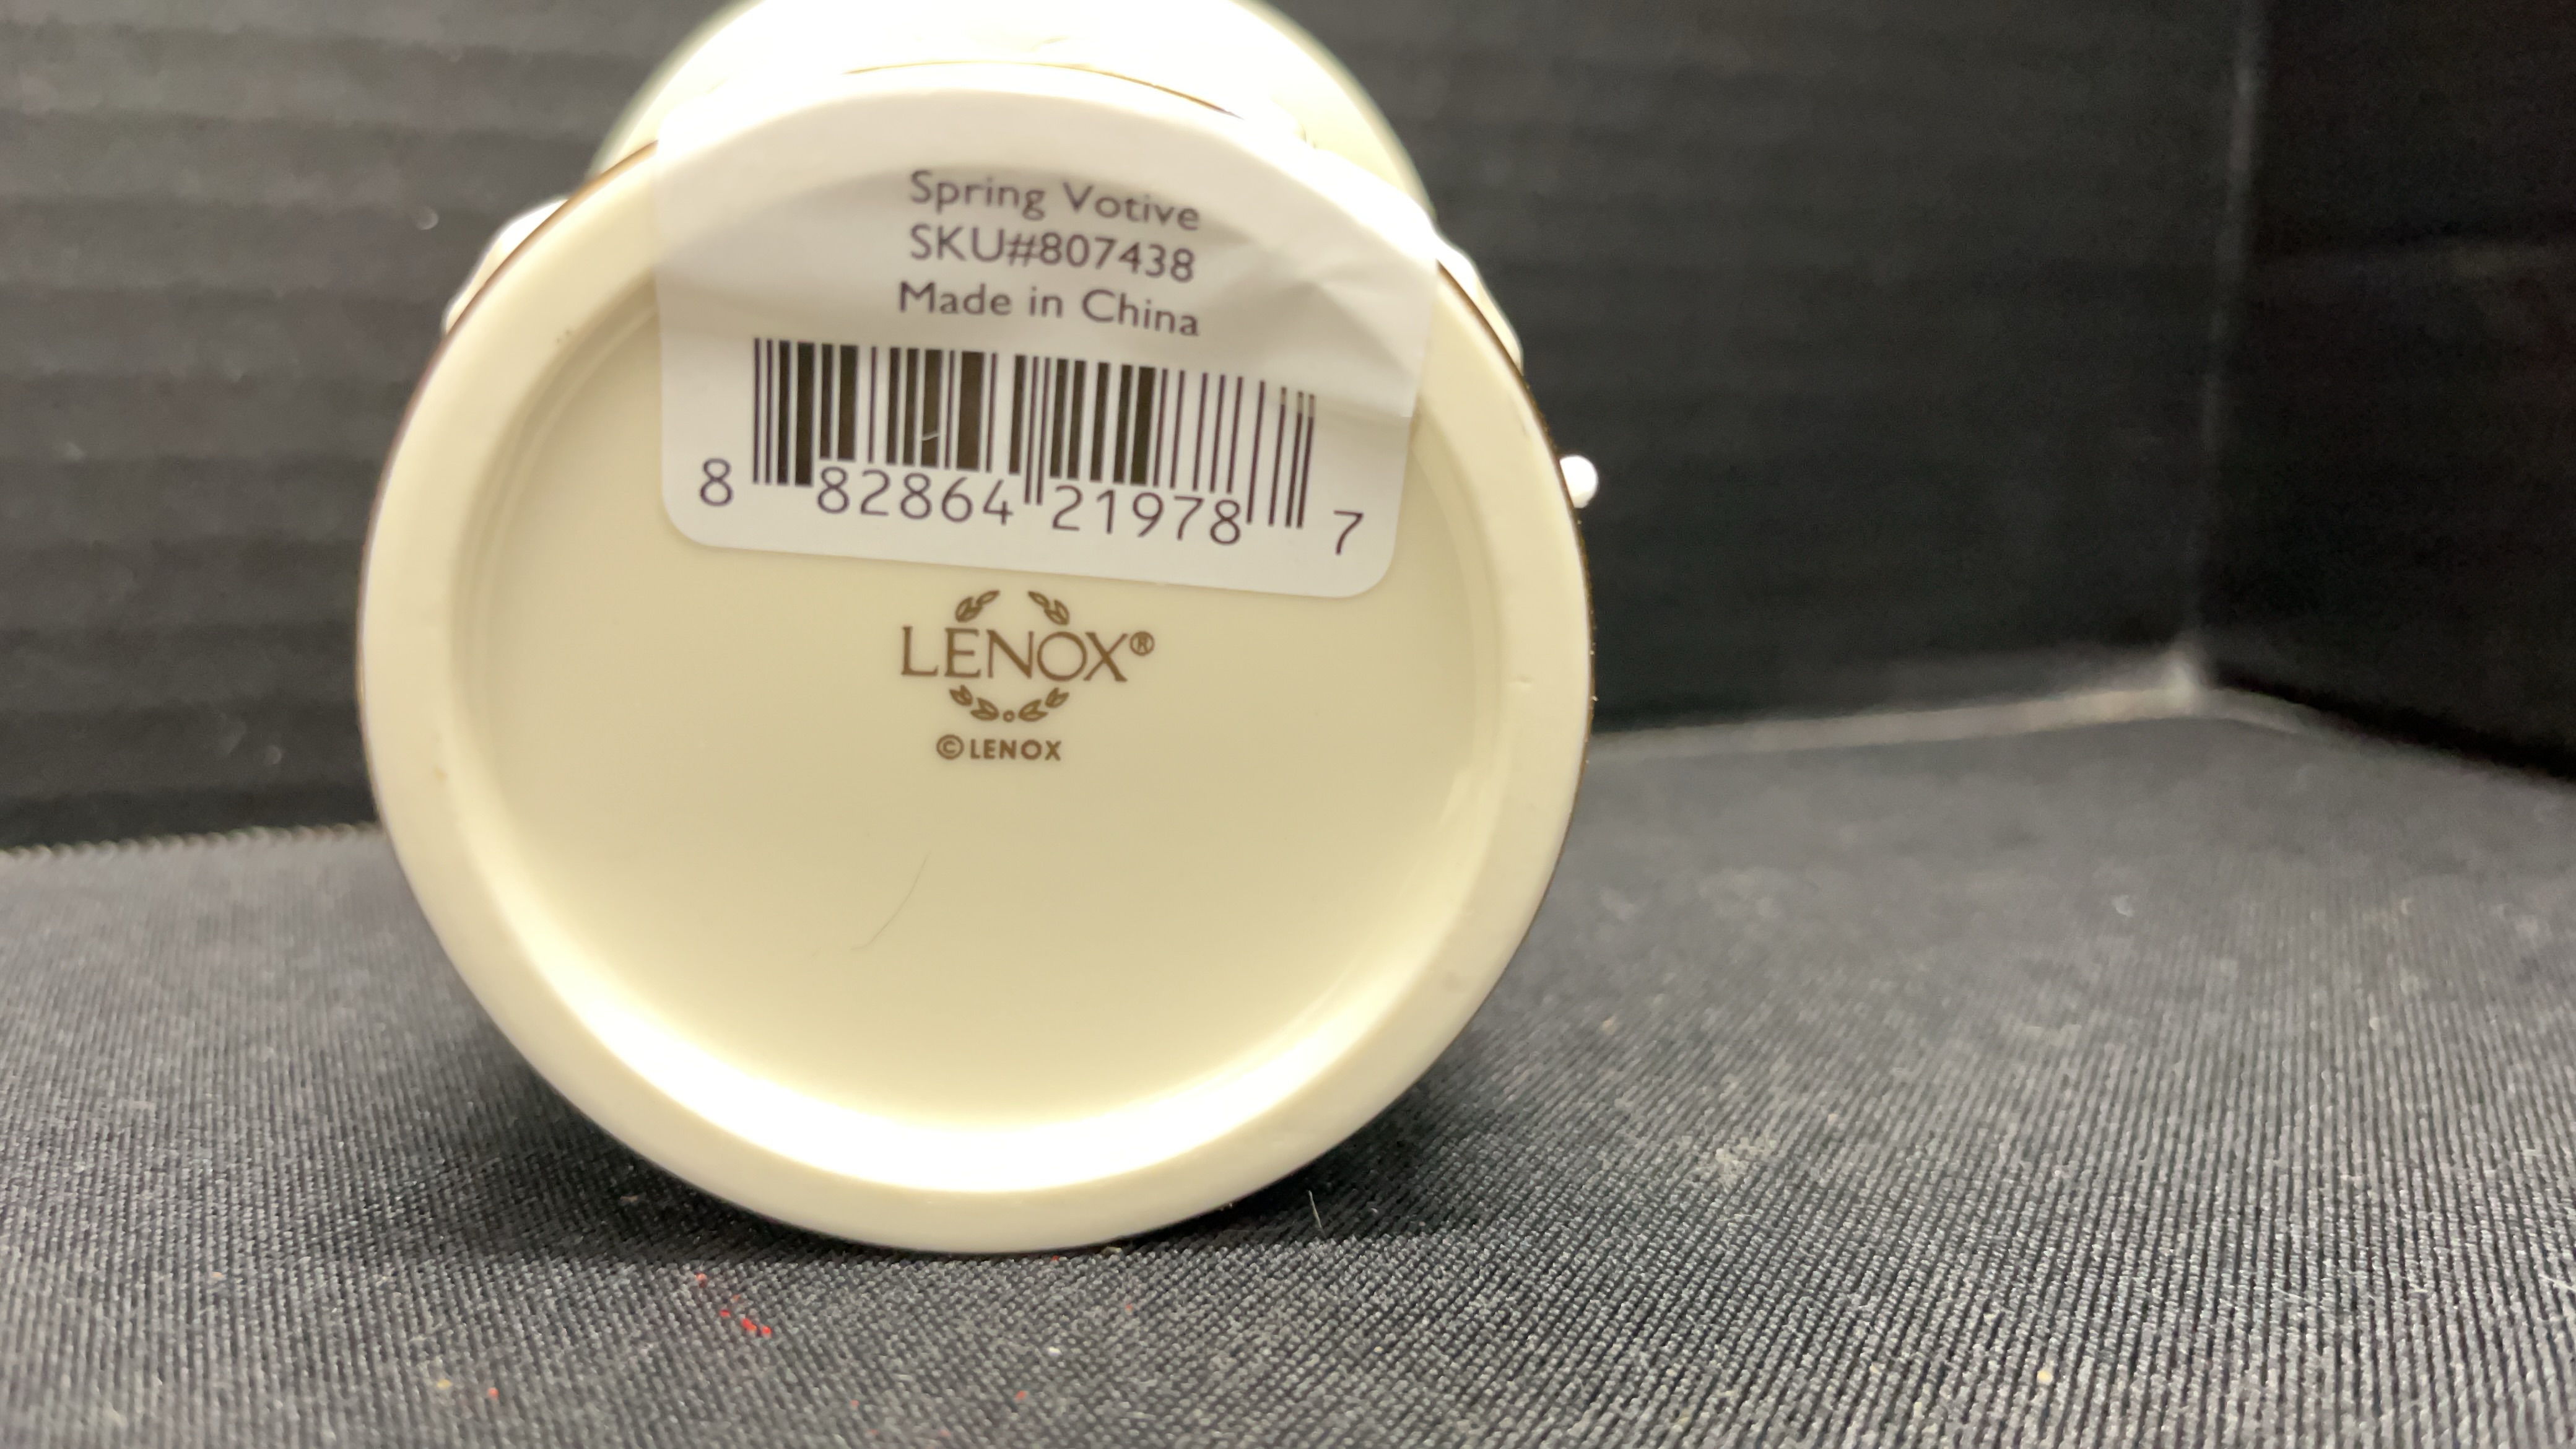 Spring Votive
SKU#807438
Made in China
8 82864 21978 7
LENOX®
©LENOX